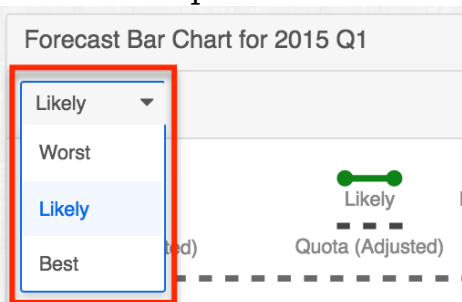 Forecast Bar Chart for 2015 Q1
Likely
Worst
Likely
Likely
Best
Quota (Adjusted)